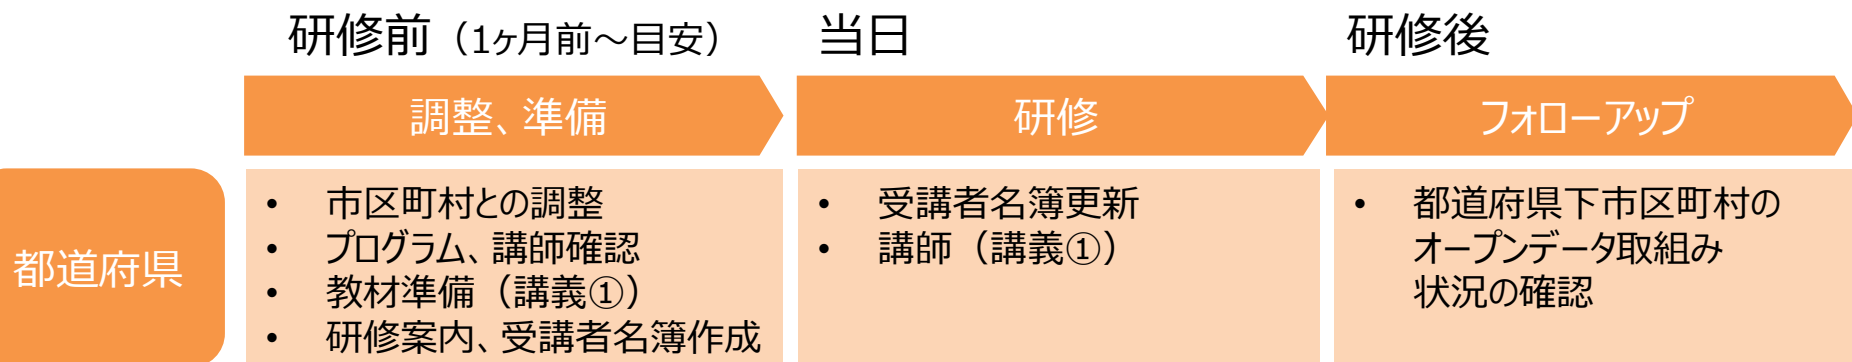 研修前（1ヶ月前～目安）
当日
研修後
調整、準備
研修
フォローアップ
都道府県
• 市区町村との調整
• プログラム、講師確認
• 教材準備（講義①）
• 研修案内、受講者名簿作成
• 受講者名簿更新
• 講師（講義①）
• 都道府県下市区町村の
オープンデータ取組み
状況の確認